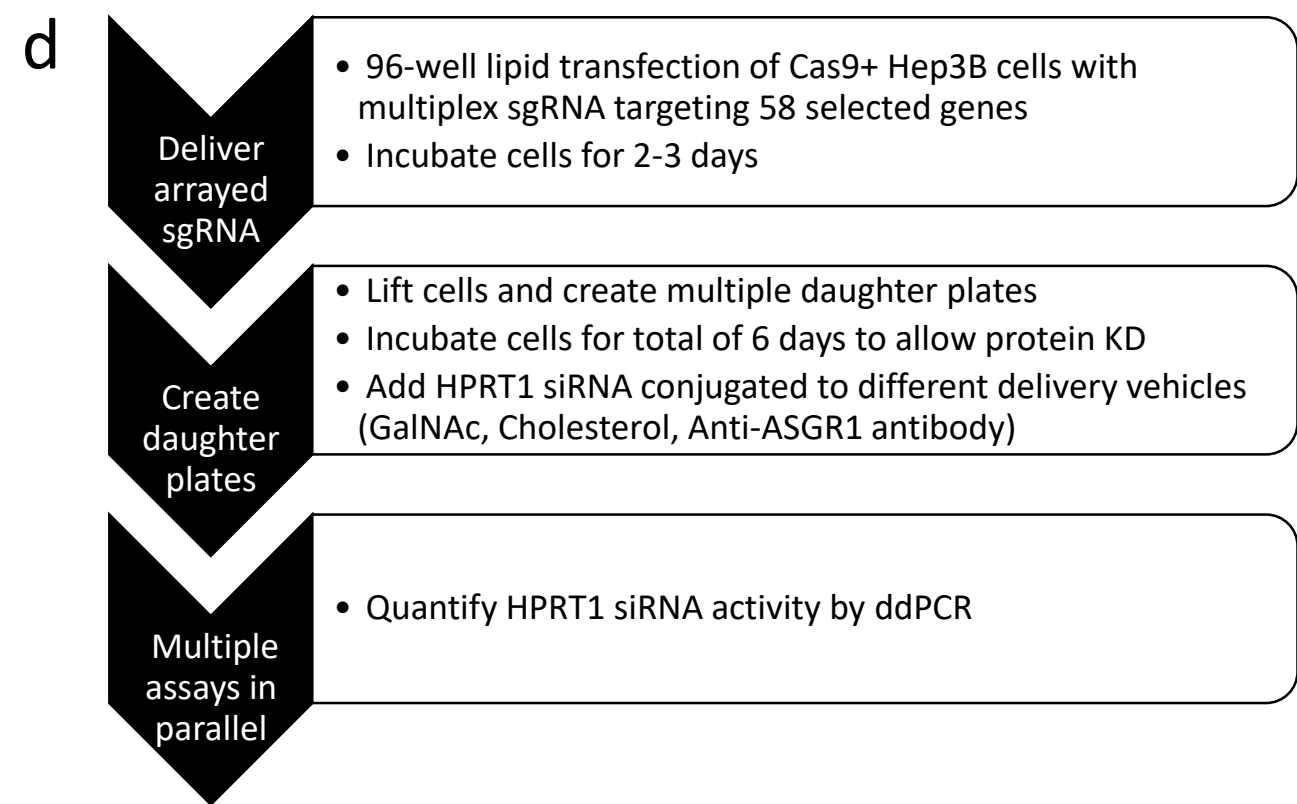 d
Deliver
arrayed
sgRNA
• 96-well lipid transfection of Cas9+ Hep3B cells with
multiplex sgRNA targeting 58 selected genes
• Incubate cells for 2-3 days
Create
daughter
plates
• Lift cells and create multiple daughter plates
• Incubate cells for total of 6 days to allow protein KD
• Add HPRT1 siRNA conjugated to different delivery vehicles
(GalNAc, Cholesterol, Anti-ASGR1 antibody)
Multiple
assays in
parallel
• Quantify HPRT1 siRNA activity by ddPCR